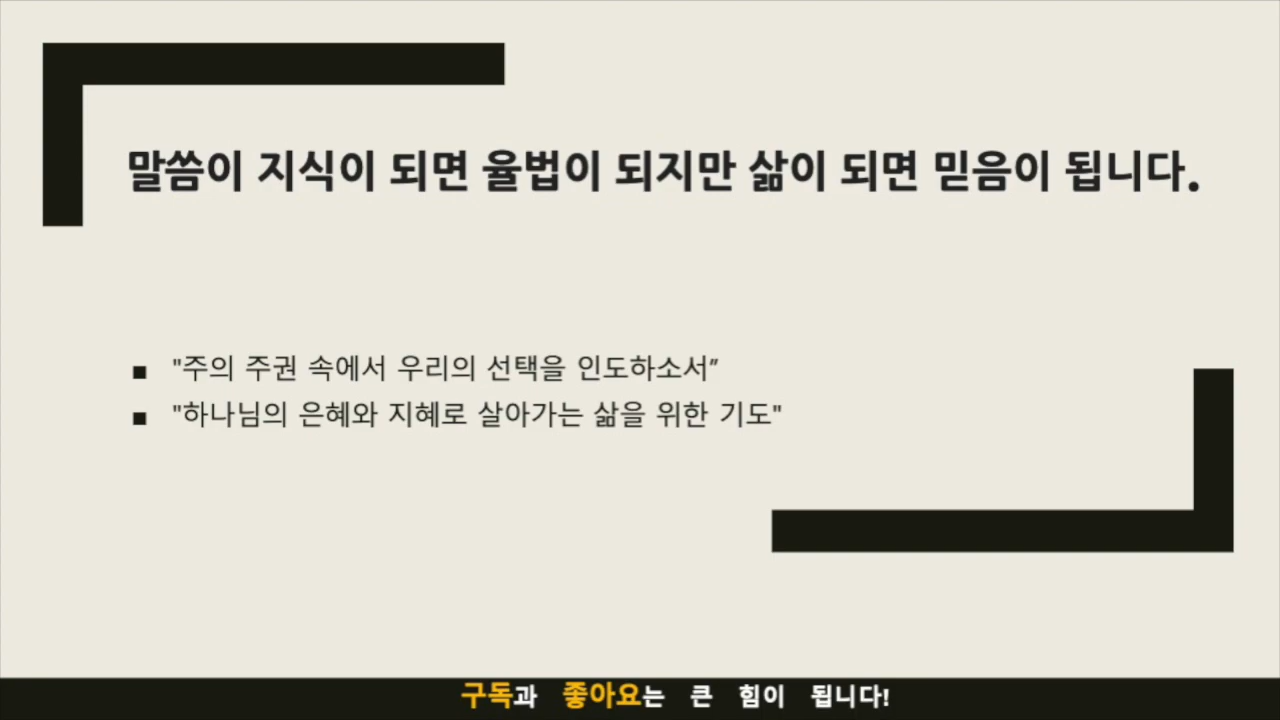 말씀이 지식이 되면 율법이 되지만 삶이 되면 믿음이 됩니다.
■ "주의 주권 속에서 우리의 선택을 인도하소서”
■ "하나님의 은혜와 지혜로 살아가는 삶을 위한 기도"
구독과 좋아요는 큰 힘이 됩니다!